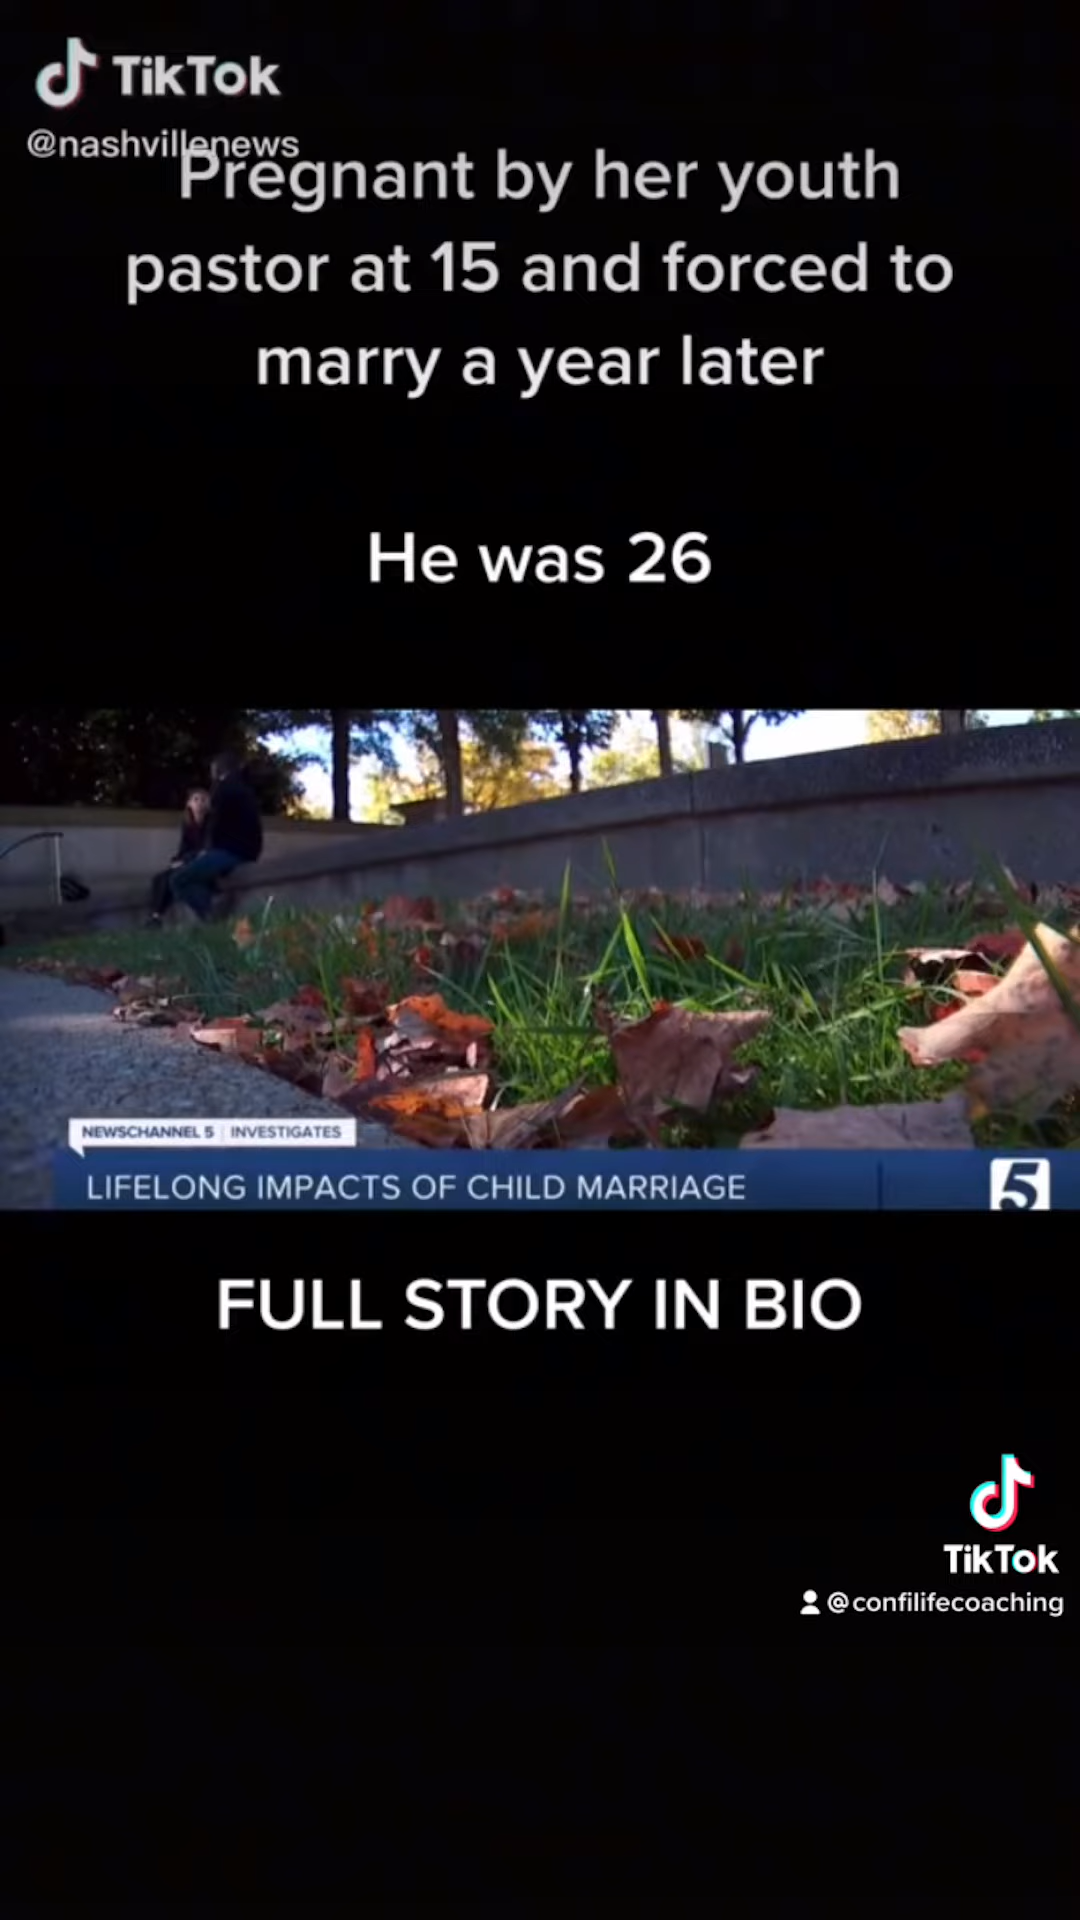 TikTok
@nashvillenews
Pregnant by her youth
pastor at 15 and forced to
marry a year later
He was 26
NEWSCHANNEL 5 | INVESTIGATES
LIFELONG IMPACTS OF CHILD MARRIAGE
5
FULL STORY IN BIO
TikTok
@confilifecoaching